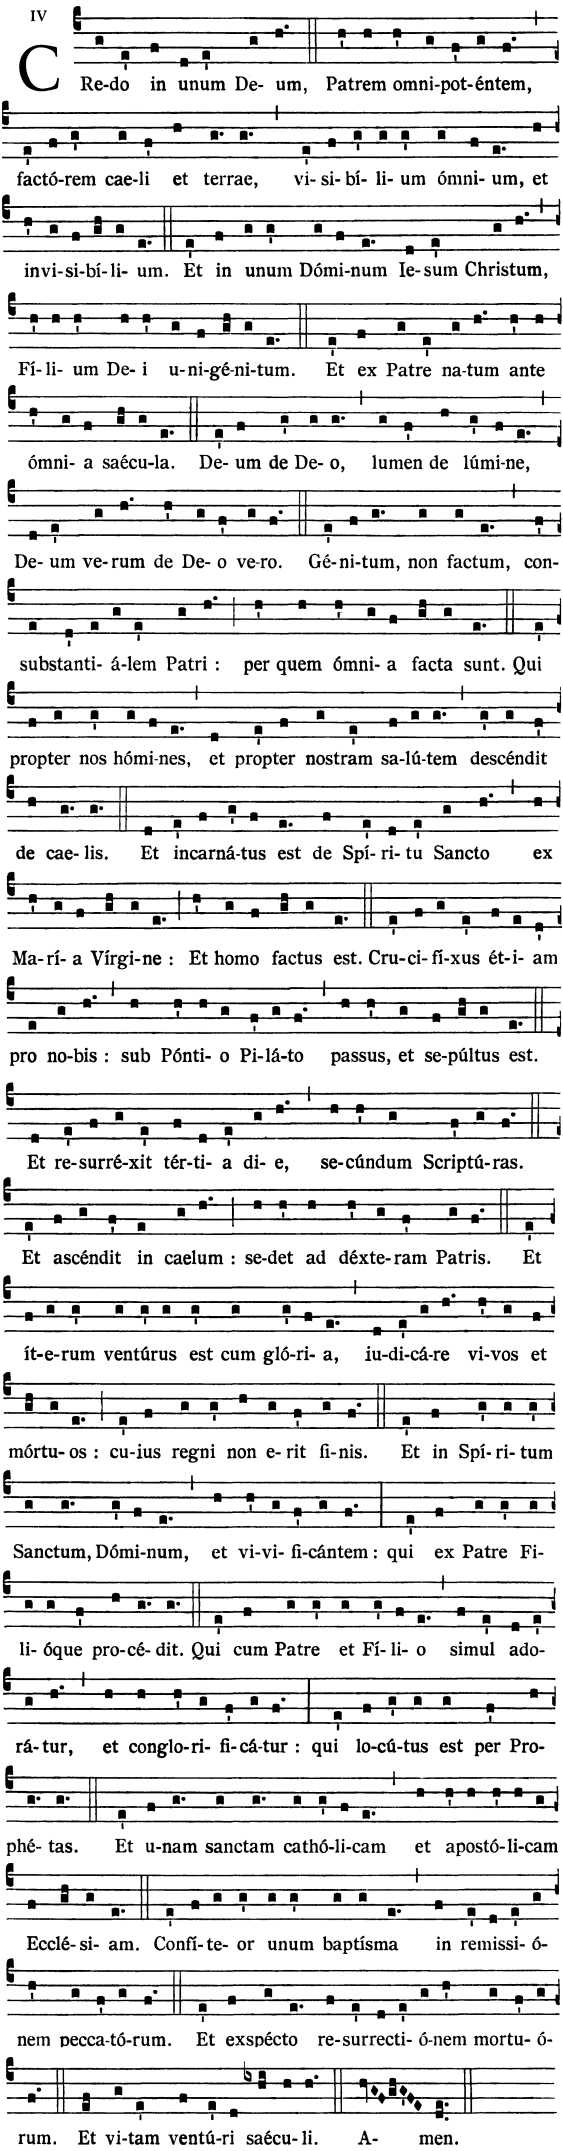 IV
CRe-do in unum De- um, Patrem omni-pot-éntem,
factó-rem cae-li et terrae, vi-si-bí-li-um ómni-um, et
invi-si-bí-li-um. Et in unum Dómi-num Ie-sum Christum,
Fí-li-um De-i u-ni-gé-ni-tum. Et ex Patre na-tum ante
ómni-a saécu-la. De-um de De-o, lumen de lúmi-ne,
De-um ve-rum de De-o ve-ro. Gé-ni-tum, non factum, con-
substanti-á-lem Patri : per quem ómni-a facta sunt. Qui
propter nos hómi-nes, et propter nostram sa-lú-tem descéndit
de cae-lis. Et incarná-tus est de Spí-ri-tu Sancto ex
Ma-rí-a Vírgi-ne : Et homo factus est. Cru-ci-fí-xus ét-i-am
pro no-bis : sub Pónti-o Pi-lá-to passus, et se-púltus est.
Et re-surré-xit tér-ti-a di-e, se-cúndum Scriptú-ras.
Et ascéndit in caelum : se-det ad déxte-ram Patris. Et
ít-e-rum ventúrus est cum gló-ri-a, iu-di-cá-re vi-vos et
mórtu-os : cu-ius regni non e-rit fi-nis. Et in Spí-ri-tum
Sanctum, Dómi-num, et vi-vi-fi-cántem : qui ex Patre Fi-
li-óque pro-cé-dit. Qui cum Patre et Fí-li-o simul ado-
rá-tur, et conglo-ri-fi-cá-tur : qui lo-cú-tus est per Pro-
phé-tas. Et u-nam sanctam cathó-li-cam et apostó-li-cam
Ecclé-si-am. Confí-te-or unum baptísma in remissi-ó-
nem pecca-tó-rum. Et exspécto re-surrecti-ó-nem mortu-ó-
rum. Et vi-tam ventú-ri saécu-li. A- men.